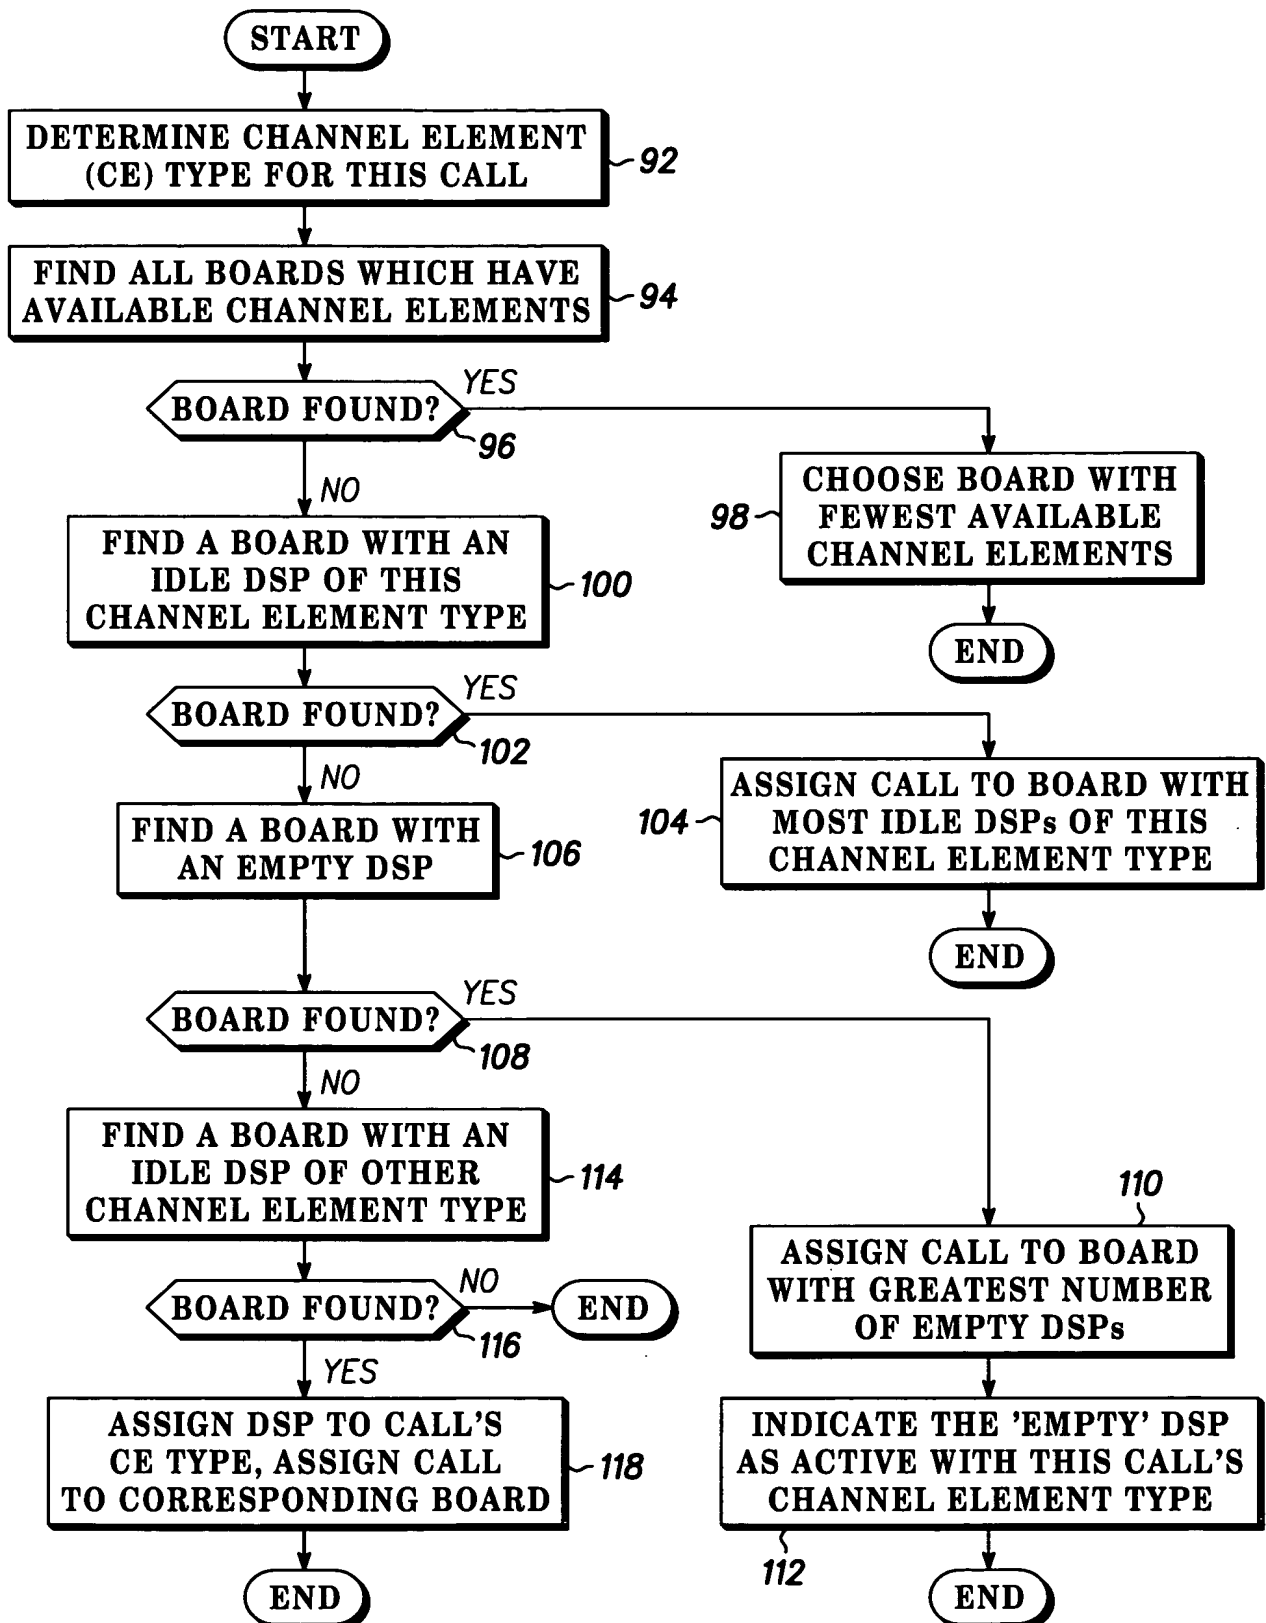 START
DETERMINE CHANNEL ELEMENT
(CE) TYPE FOR THIS CALL
92
FIND ALL BOARDS WHICH HAVE
AVAILABLE CHANNEL ELEMENTS
94
BOARD FOUND?
YES
96
NO
CHOOSE BOARD WITH
FEWEST AVAILABLE
CHANNEL ELEMENTS
98
END
FIND A BOARD WITH AN
IDLE DSP OF THIS
CHANNEL ELEMENT TYPE
100
BOARD FOUND?
YES
102
NO
ASSIGN CALL TO BOARD WITH
MOST IDLE DSPs OF THIS
CHANNEL ELEMENT TYPE
104
END
FIND A BOARD WITH
AN EMPTY DSP
106
BOARD FOUND?
YES
108
NO
FIND A BOARD WITH AN
IDLE DSP OF OTHER
CHANNEL ELEMENT TYPE
114
110
ASSIGN CALL TO BOARD
WITH GREATEST NUMBER
OF EMPTY DSPs
BOARD FOUND?
NO
END
116
YES
ASSIGN DSP TO CALL'S
CE TYPE, ASSIGN CALL
TO CORRESPONDING BOARD
118
END
INDICATE THE 'EMPTY' DSP
AS ACTIVE WITH THIS CALL'S
CHANNEL ELEMENT TYPE
112
END